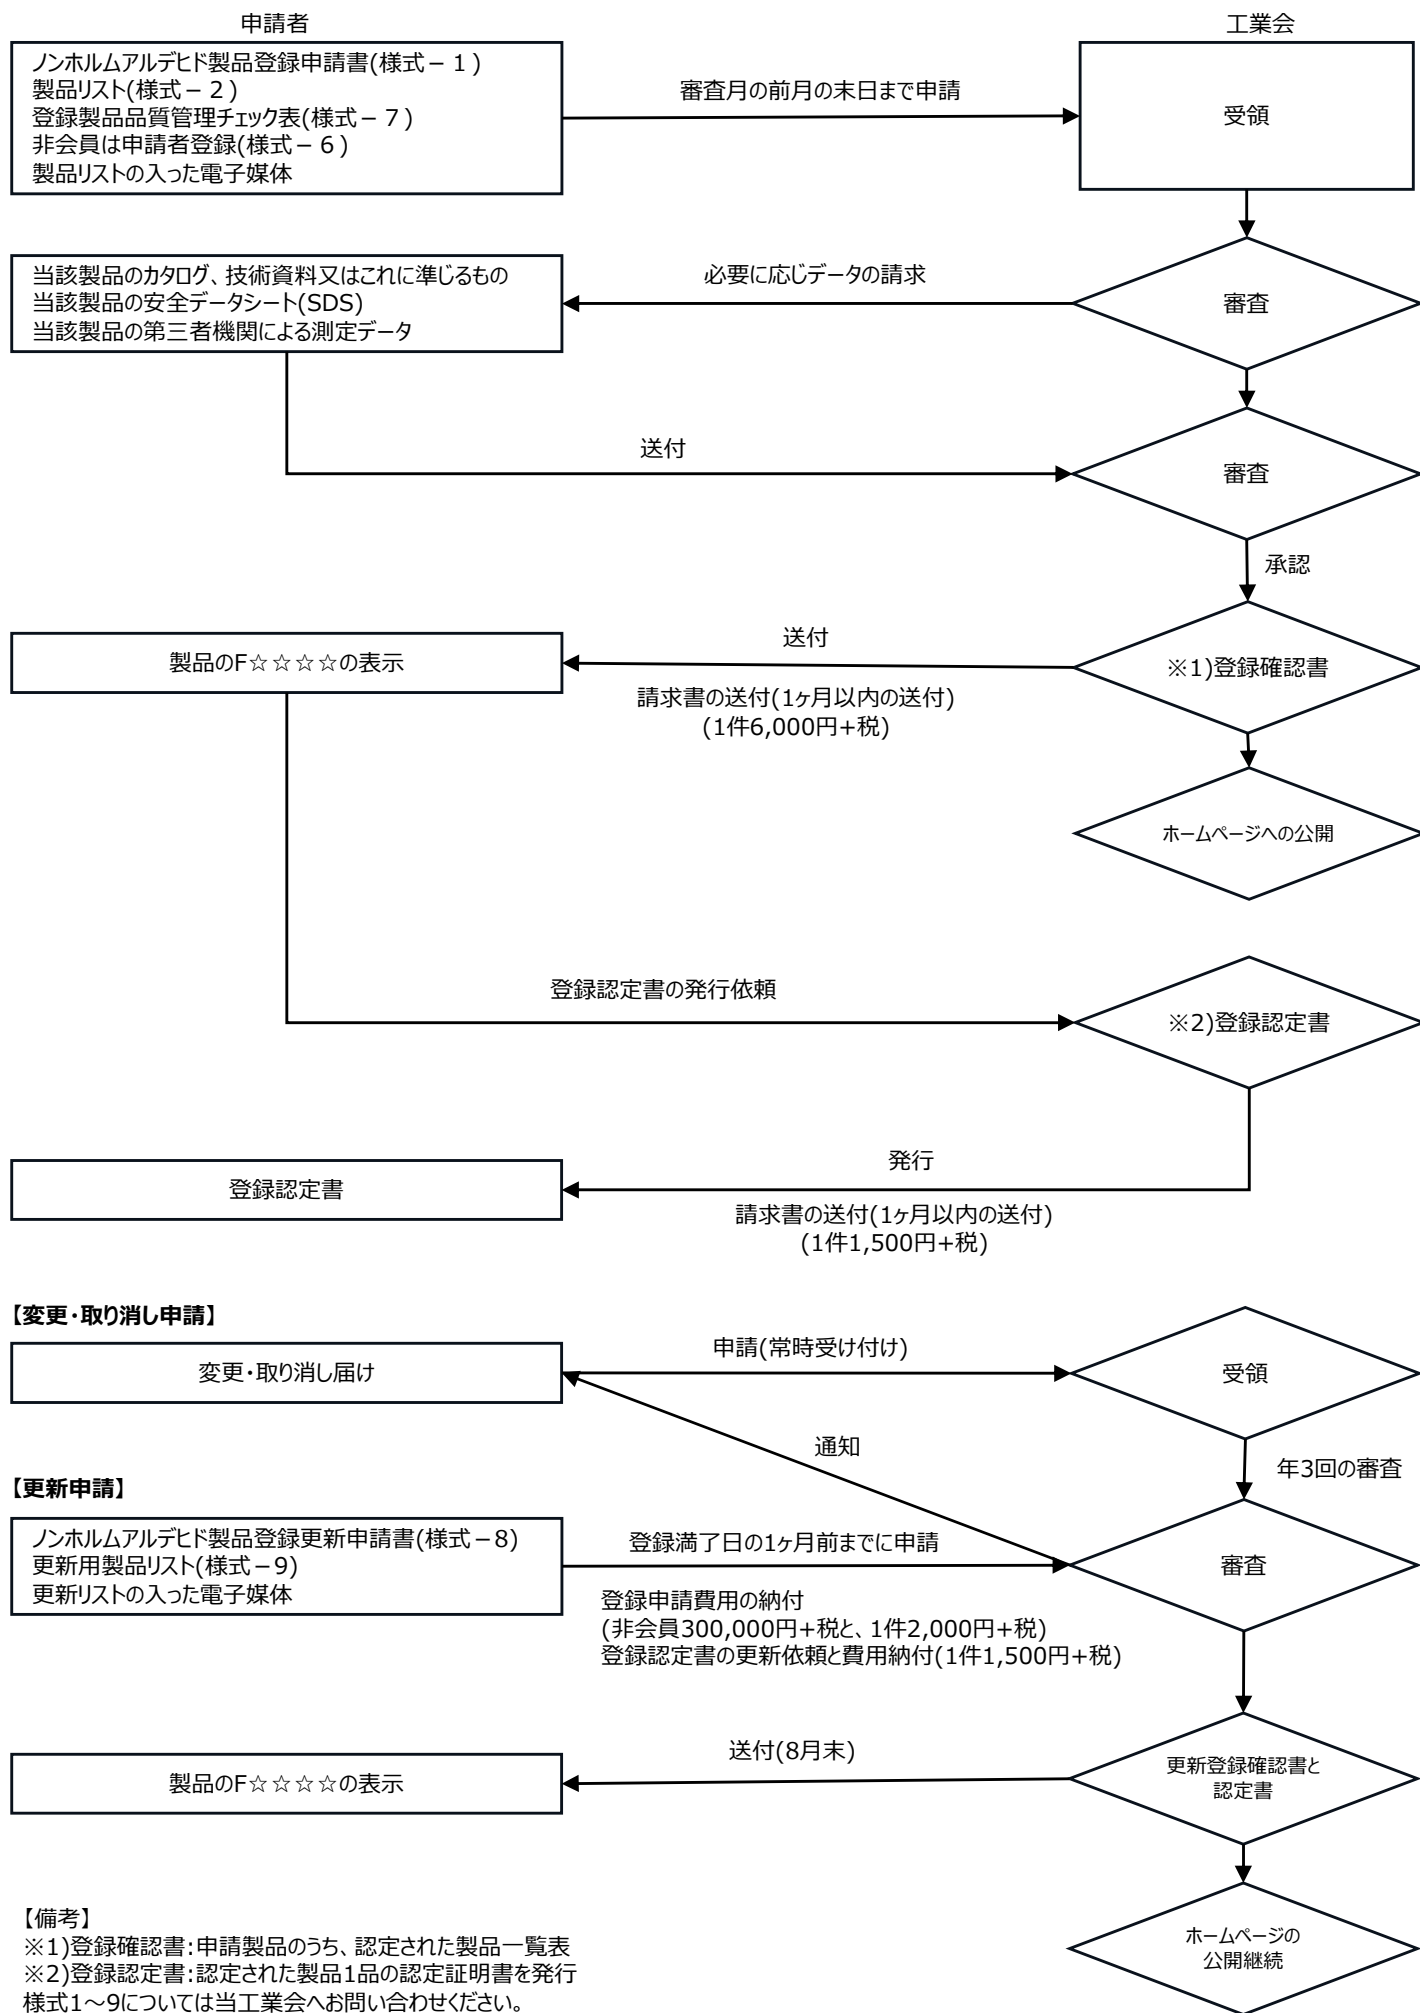 申請者
工業会
ノンホルムアルデヒド製品登録申請書(様式－１)
製品リスト(様式－２)
登録製品品質管理チェック表(様式－７)
非会員は申請者登録(様式－６)
製品リストの入った電子媒体
審査月の前月の末日まで申請
受領
当該製品のカタログ、技術資料又はこれに準じるもの
当該製品の安全データシート(SDS)
当該製品の第三者機関による測定データ
必要に応じデータの請求
審査
送付
審査
承認
製品のF☆☆☆☆の表示
送付
請求書の送付(1ヶ月以内の送付)
(1件6,000円+税)
※1)登録確認書
ホームページへの公開
登録認定書の発行依頼
※2)登録認定書
登録認定書
発行
請求書の送付(1ヶ月以内の送付)
(1件1,500円+税)
【変更・取り消し申請】
変更・取り消し届け
申請(常時受け付け)
受領
通知
年3回の審査
【更新申請】
ノンホルムアルデヒド製品登録更新申請書(様式－8)
更新用製品リスト(様式－9)
更新リストの入った電子媒体
登録満了日の1ヶ月前までに申請
登録申請費用の納付
(非会員300,000円+税と、1件2,000円+税)
登録認定書の更新依頼と費用納付(1件1,500円+税)
審査
製品のF☆☆☆☆の表示
送付(8月末)
更新登録確認書と
認定書
ホームページの
公開継続
【備考】
※1)登録確認書:申請製品のうち、認定された製品一覧表
※2)登録認定書:認定された製品1品の認定証明書を発行
様式1～9については当工業会へお問い合わせください。